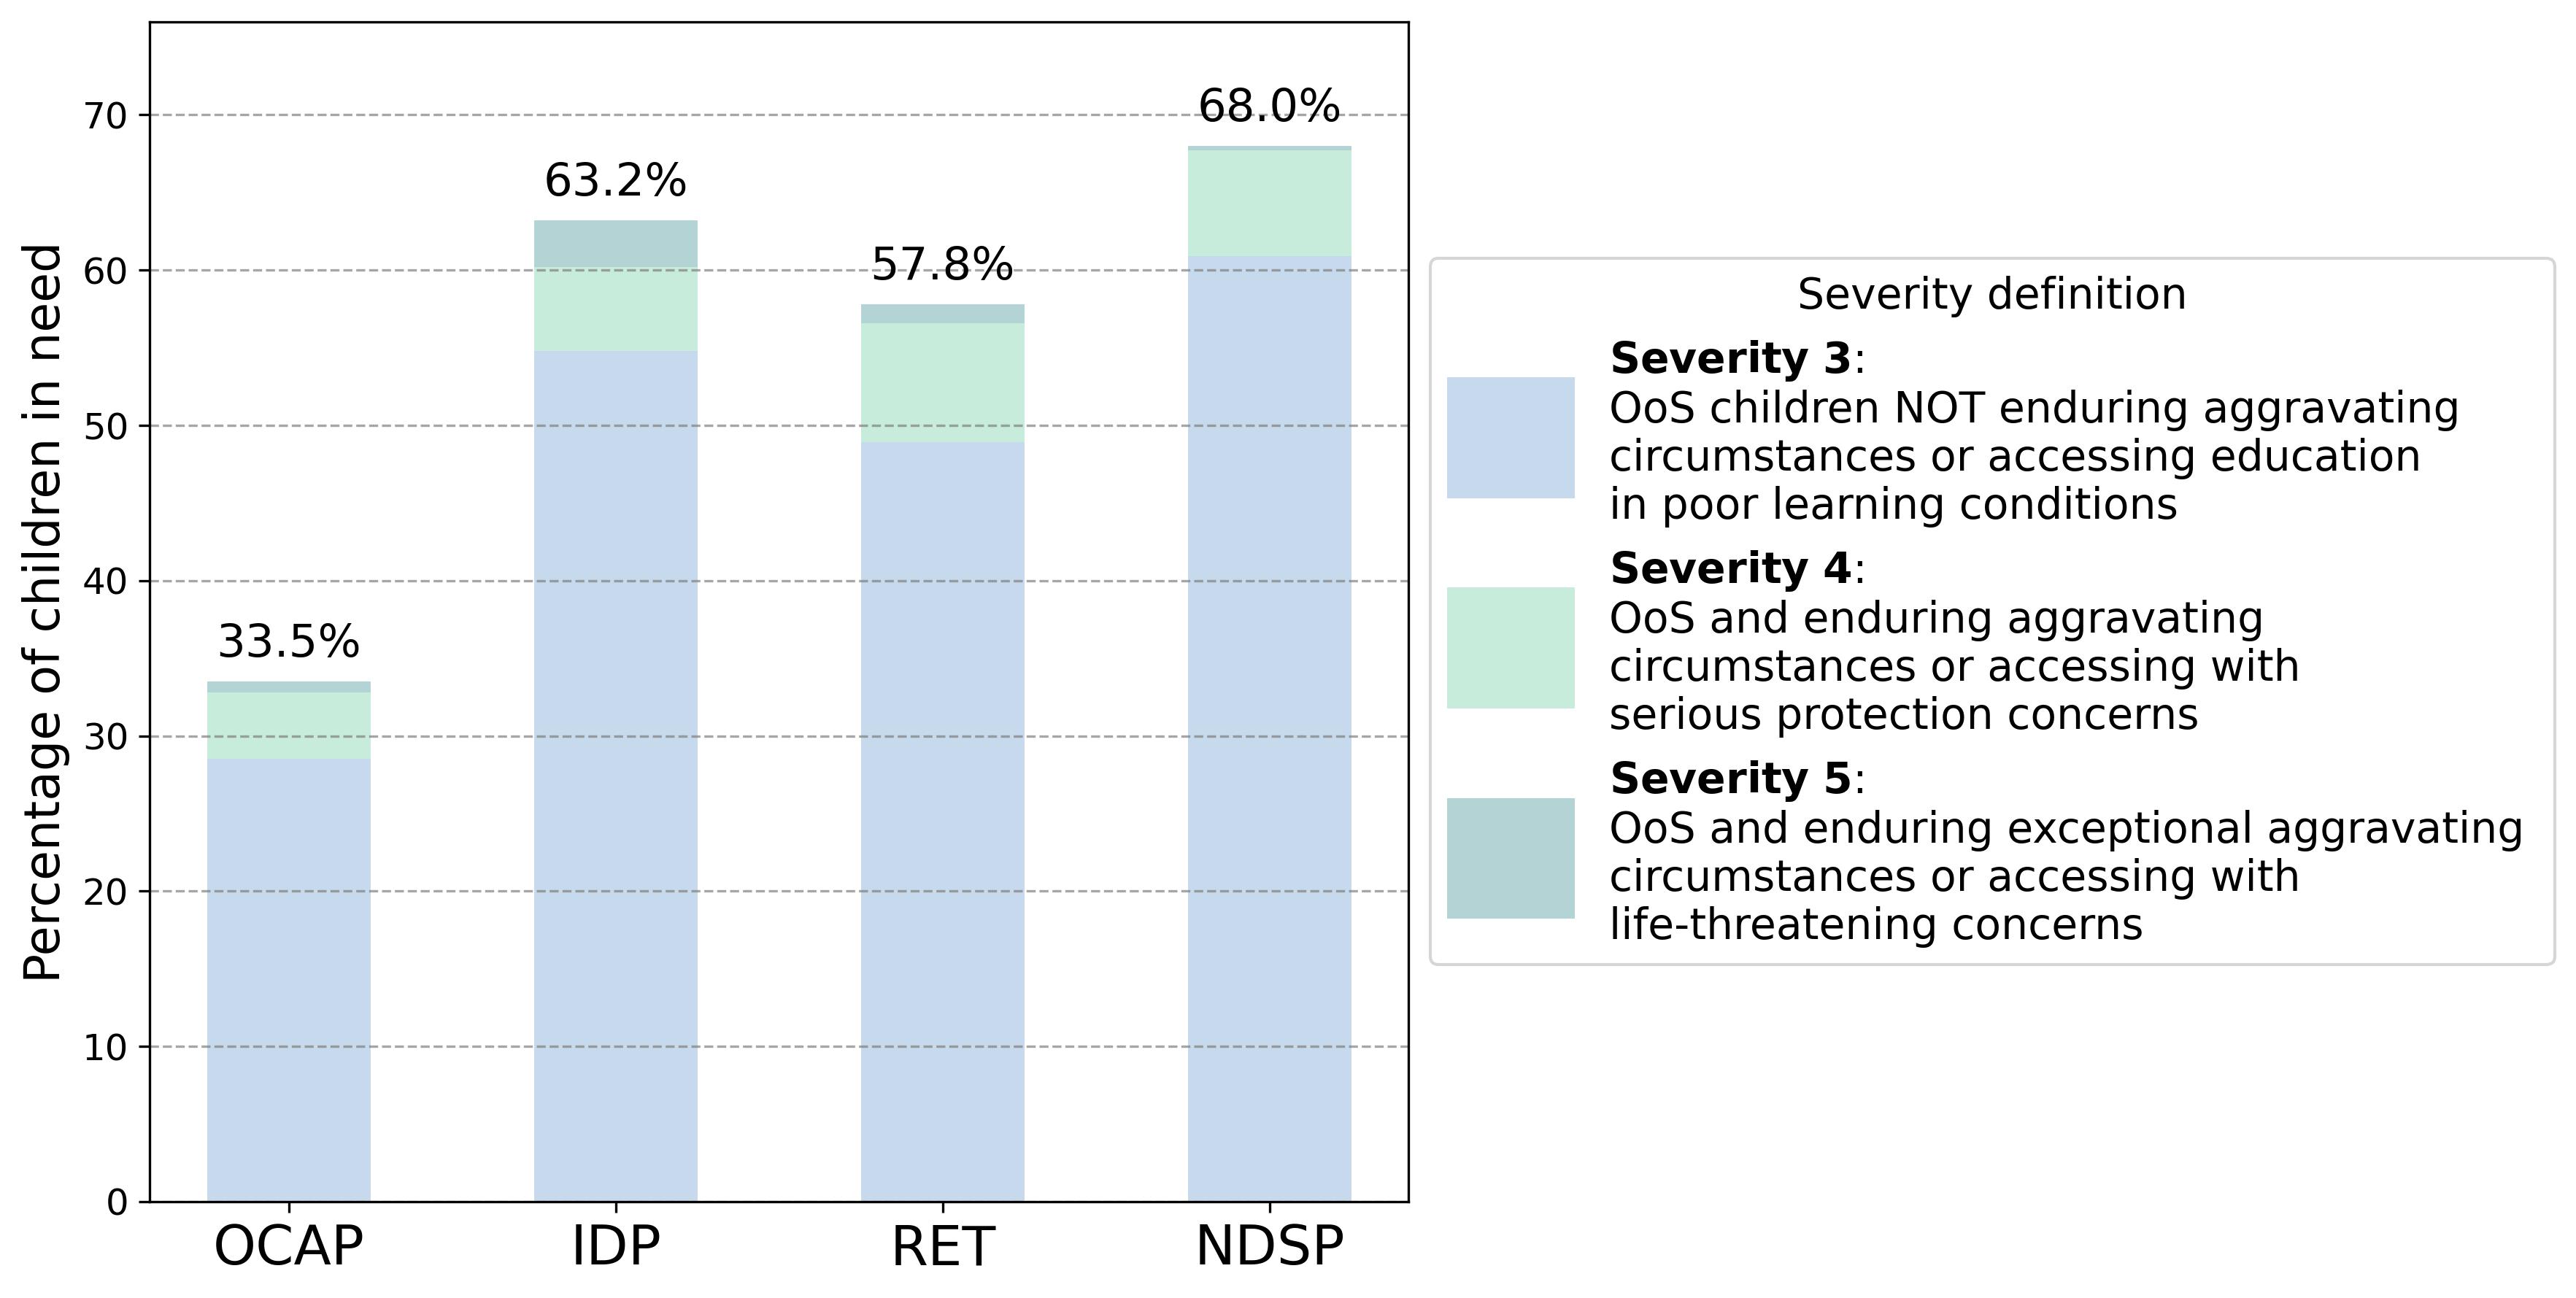 Percentage of children in need
70
60
50
40
30
20
10
0
33.5%
63.2%
57.8%
68.0%
OCAP
IDP
RET
NDSP
Severity definition
Severity 3:
OoS children NOT enduring aggravating
circumstances or accessing education
in poor learning conditions
Severity 4:
OoS and enduring aggravating
circumstances or accessing with
serious protection concerns
Severity 5:
OoS and enduring exceptional aggravating
circumstances or accessing with
life-threatening concerns